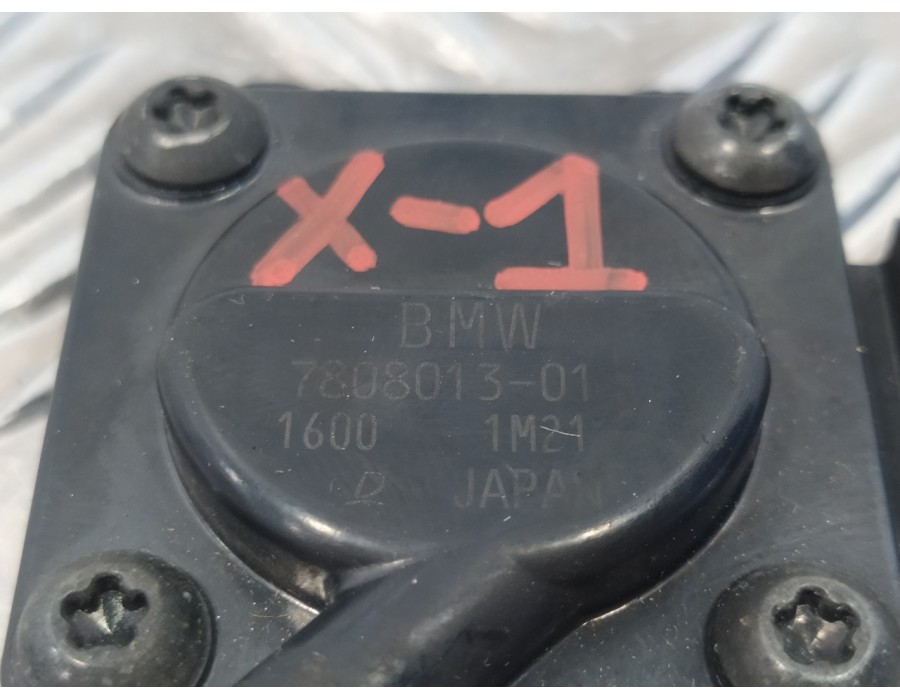 X-1
BMW
7808013-01
1600 1M21
D JAPAN